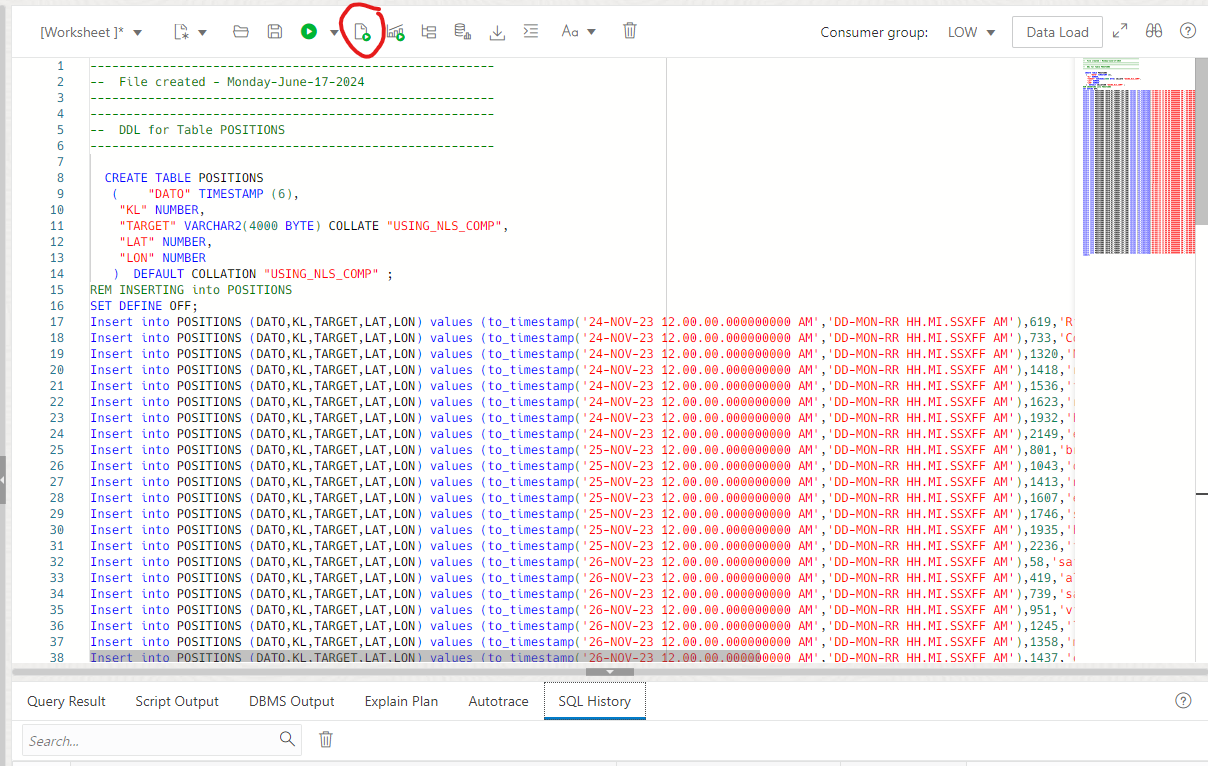 [Worksheet ]*
Aa
Consumer group: LOW
Data Load
1 ---------------------------------------------------------
2 --  File created - Monday-June-17-2024
3 ---------------------------------------------------------
4 ---------------------------------------------------------
5 --  DDL for Table POSITIONS
6 ---------------------------------------------------------
7
8 CREATE TABLE POSITIONS
9 (    "DATO" TIMESTAMP (6),
10 "KL" NUMBER,
11 "TARGET" VARCHAR2(4000 BYTE) COLLATE "USING_NLS_COMP",
12 "LAT" NUMBER,
13 "LON" NUMBER
14 )  DEFAULT COLLATION "USING_NLS_COMP" ;
15 REM INSERTING into POSITIONS
16 SET DEFINE OFF;
17 Insert into POSITIONS (DATO,KL,TARGET,LAT,LON) values (to_timestamp('24-NOV-23 12.00.00.000000000 AM','DD-MON-RR HH.MI.SSXFF AM'),619,'R
18 Insert into POSITIONS (DATO,KL,TARGET,LAT,LON) values (to_timestamp('24-NOV-23 12.00.00.000000000 AM','DD-MON-RR HH.MI.SSXFF AM'),733,'Co
19 Insert into POSITIONS (DATO,KL,TARGET,LAT,LON) values (to_timestamp('24-NOV-23 12.00.00.000000000 AM','DD-MON-RR HH.MI.SSXFF AM'),1320,'
20 Insert into POSITIONS (DATO,KL,TARGET,LAT,LON) values (to_timestamp('24-NOV-23 12.00.00.000000000 AM','DD-MON-RR HH.MI.SSXFF AM'),1418,'
21 Insert into POSITIONS (DATO,KL,TARGET,LAT,LON) values (to_timestamp('24-NOV-23 12.00.00.000000000 AM','DD-MON-RR HH.MI.SSXFF AM'),1536,'
22 Insert into POSITIONS (DATO,KL,TARGET,LAT,LON) values (to_timestamp('24-NOV-23 12.00.00.000000000 AM','DD-MON-RR HH.MI.SSXFF AM'),1623,'
23 Insert into POSITIONS (DATO,KL,TARGET,LAT,LON) values (to_timestamp('24-NOV-23 12.00.00.000000000 AM','DD-MON-RR HH.MI.SSXFF AM'),1932,'
24 Insert into POSITIONS (DATO,KL,TARGET,LAT,LON) values (to_timestamp('24-NOV-23 12.00.00.000000000 AM','DD-MON-RR HH.MI.SSXFF AM'),2149,'
25 Insert into POSITIONS (DATO,KL,TARGET,LAT,LON) values (to_timestamp('25-NOV-23 12.00.00.000000000 AM','DD-MON-RR HH.MI.SSXFF AM'),801,'b
26 Insert into POSITIONS (DATO,KL,TARGET,LAT,LON) values (to_timestamp('25-NOV-23 12.00.00.000000000 AM','DD-MON-RR HH.MI.SSXFF AM'),1043,'
27 Insert into POSITIONS (DATO,KL,TARGET,LAT,LON) values (to_timestamp('25-NOV-23 12.00.00.000000000 AM','DD-MON-RR HH.MI.SSXFF AM'),1413,'
28 Insert into POSITIONS (DATO,KL,TARGET,LAT,LON) values (to_timestamp('25-NOV-23 12.00.00.000000000 AM','DD-MON-RR HH.MI.SSXFF AM'),1607,'
29 Insert into POSITIONS (DATO,KL,TARGET,LAT,LON) values (to_timestamp('25-NOV-23 12.00.00.000000000 AM','DD-MON-RR HH.MI.SSXFF AM'),1746,'
30 Insert into POSITIONS (DATO,KL,TARGET,LAT,LON) values (to_timestamp('25-NOV-23 12.00.00.000000000 AM','DD-MON-RR HH.MI.SSXFF AM'),1935,'
31 Insert into POSITIONS (DATO,KL,TARGET,LAT,LON) values (to_timestamp('25-NOV-23 12.00.00.000000000 AM','DD-MON-RR HH.MI.SSXFF AM'),2236,'
32 Insert into POSITIONS (DATO,KL,TARGET,LAT,LON) values (to_timestamp('26-NOV-23 12.00.00.000000000 AM','DD-MON-RR HH.MI.SSXFF AM'),58,'sa
33 Insert into POSITIONS (DATO,KL,TARGET,LAT,LON) values (to_timestamp('26-NOV-23 12.00.00.000000000 AM','DD-MON-RR HH.MI.SSXFF AM'),419,'a
34 Insert into POSITIONS (DATO,KL,TARGET,LAT,LON) values (to_timestamp('26-NOV-23 12.00.00.000000000 AM','DD-MON-RR HH.MI.SSXFF AM'),739,'sa
35 Insert into POSITIONS (DATO,KL,TARGET,LAT,LON) values (to_timestamp('26-NOV-23 12.00.00.000000000 AM','DD-MON-RR HH.MI.SSXFF AM'),951,'v
36 Insert into POSITIONS (DATO,KL,TARGET,LAT,LON) values (to_timestamp('26-NOV-23 12.00.00.000000000 AM','DD-MON-RR HH.MI.SSXFF AM'),1245,'
37 Insert into POSITIONS (DATO,KL,TARGET,LAT,LON) values (to_timestamp('26-NOV-23 12.00.00.000000000 AM','DD-MON-RR HH.MI.SSXFF AM'),1358,'
38 Insert into POSITIONS (DATO,KL,TARGET,LAT,LON) values (to_timestamp('26-NOV-23 12.00.00.000000000 AM','DD-MON-RR HH.MI.SSXFF AM'),1437,'
Query Result
Script Output
DBMS Output
Explain Plan
Autotrace
SQL History
Search...